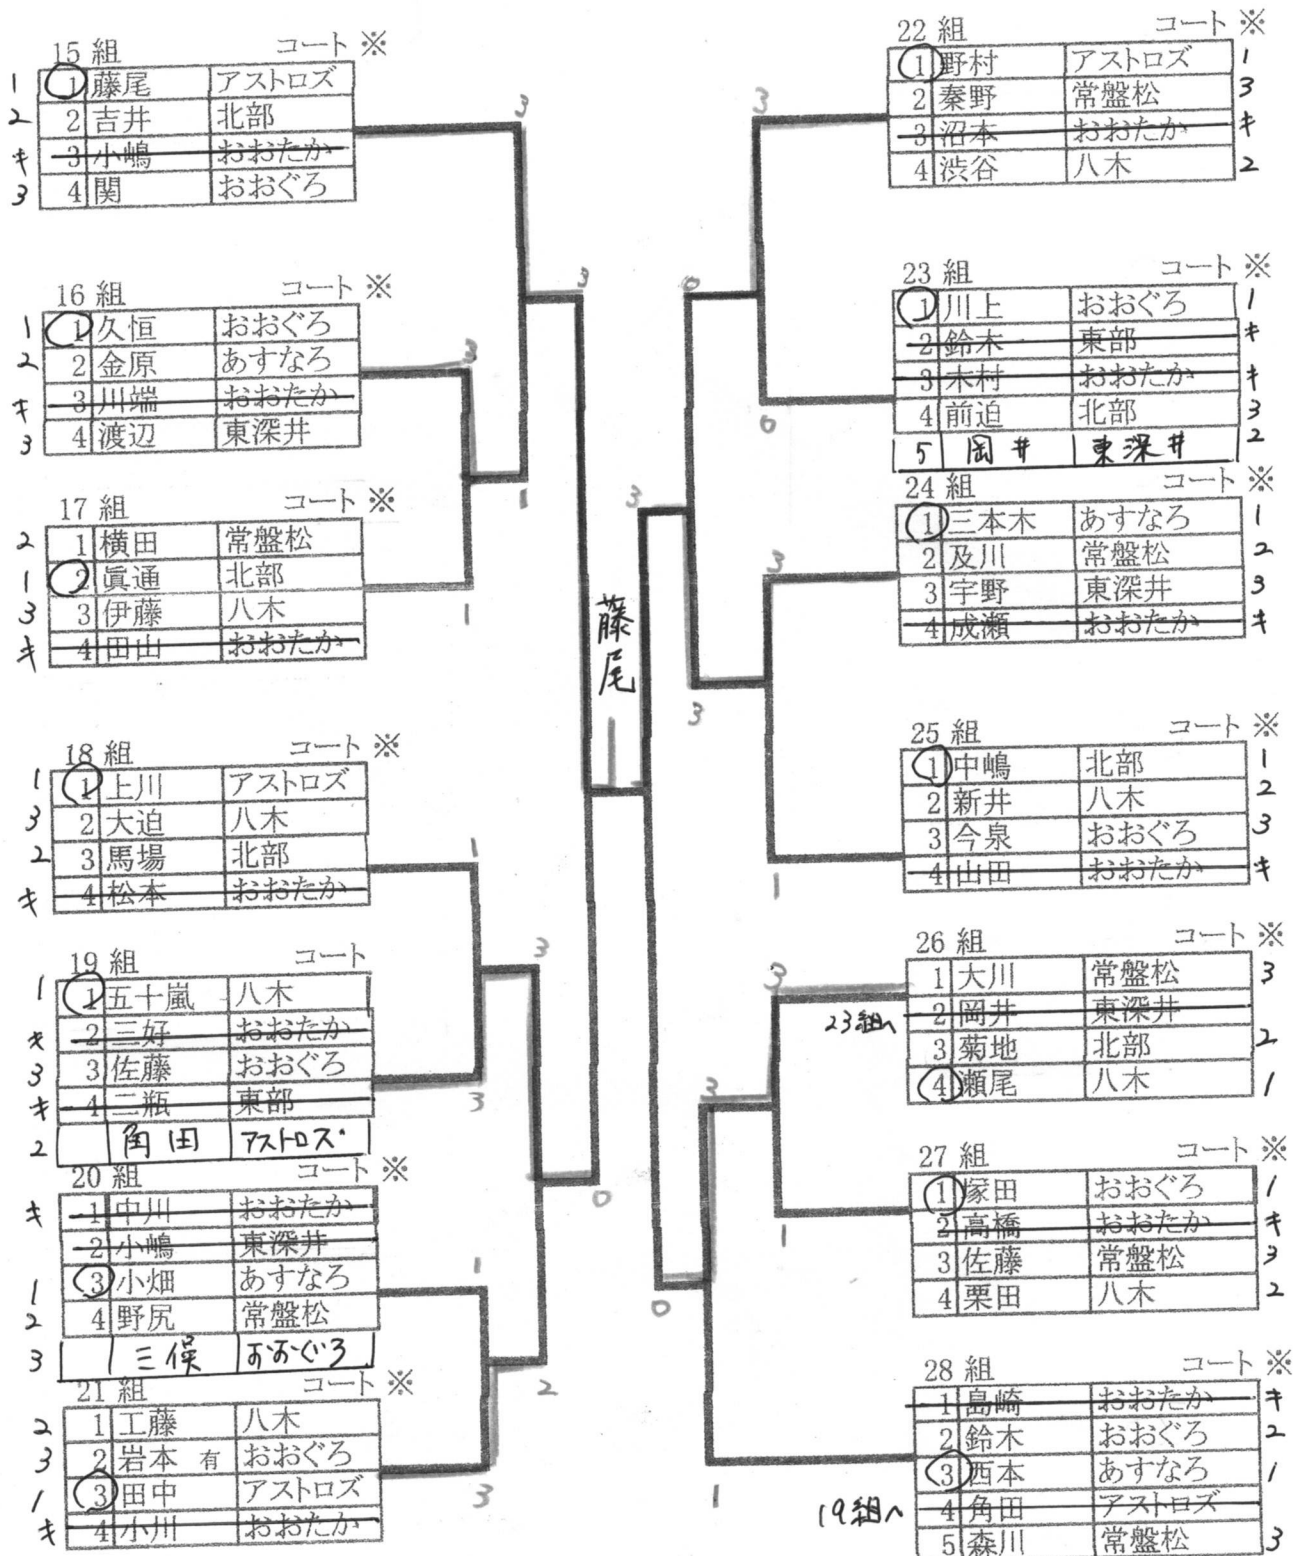 15 組 コート ※
1 1 藤尾 アストロズ
2 2 吉井 北部
キ 3 小嶋 おおたか
3 4 関 おおぐろ
16 組 コート ※
1 1 久恒 おおぐろ
2 2 金原 あすなろ
キ 3 川端 おおたか
3 4 渡辺 東深井
17 組 コート ※
2 1 横田 常盤松
1 2 眞通 北部
3 3 伊藤 八木
キ 4 田山 おおたか
18 組 コート ※
1 1 上川 アストロズ
3 2 大迫 八木
2 3 馬場 北部
キ 4 松本 おおたか
19 組 コート ※
1 1 五十嵐 八木
キ 2 三好 おおたか
3 3 佐藤 おおぐろ
キ 4 二瓶 東部
2 角田 アストロズ
20 組 コート ※
キ 1 中川 おおたか
2 小嶋 東深井
1 3 小畑 あすなろ
2 4 野尻 常盤松
3 三俣 おおぐろ
21 組 コート ※
2 1 工藤 八木
3 2 岩本 有 おおぐろ
1 3 田中 アストロズ
キ 4 小川 おおたか
3
3
1
1
3
1
3
3
1
1
3
2
0
藤尾
3
0
0
3
3
3
1
3
3
1
0
1
22 組 コート ※
1 野村 アストロズ 1
2 秦野 常盤松 3
3 沼本 おおたか キ
4 渋谷 八木 2
23 組 コート ※
1 川上 おおぐろ 1
2 鈴木 東部 キ
3 木村 おおたか キ
4 前迫 北部 3
5 岡井 東深井 2
24 組 コート ※
1 三本木 あすなろ 1
2 及川 常盤松 2
3 宇野 東深井 3
4 成瀬 おおたか キ
25 組 コート ※
1 中嶋 北部 1
2 新井 八木 2
3 今泉 おおぐろ 3
4 山田 おおたか キ
26 組 コート ※
1 大川 常盤松 3
23組へ 2 岡井 東深井
3 菊地 北部 2
4 瀬尾 八木 1
27 組 コート ※
1 塚田 おおぐろ 1
2 高橋 おおたか キ
3 佐藤 常盤松 3
4 栗田 八木 2
28 組 コート ※
1 島崎 おおたか キ
2 鈴木 おおぐろ 2
3 西本 あすなろ 1
19組へ 4 角田 アストロズ
5 森川 常盤松 3